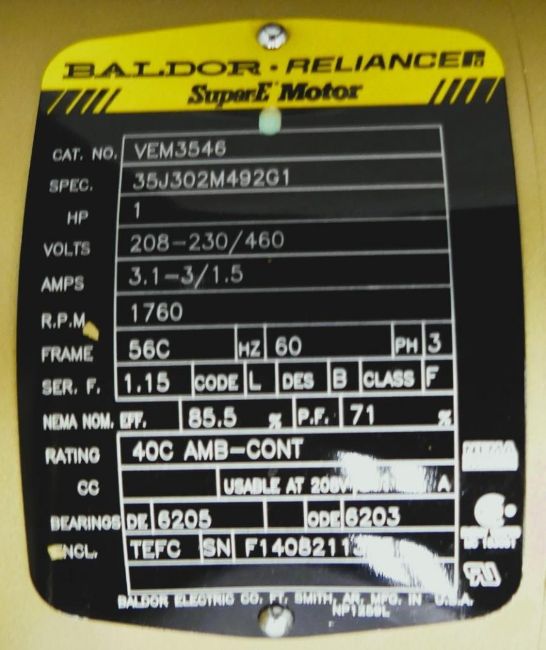 BALDOR • RELIANCE
SuperE Motor
CAT. NO. VEM3546
SPEC. 35J302M492G1
HP 1
VOLTS 208-230/460
AMPS 3.1-3/1.5
R.P.M. 1760
FRAME 56C HZ 60 PH 3
SER. F. 1.15 CODE L DES B CLASS F
NEMA NOM. EFF. 85.5 % P.F. 71 %
RATING 40C AMB-CONT
CC USABLE AT 208V A
BEARINGS DE 6205 ODE 6203
ENCL. TEFC SN
NEMA
BALDOR ELECTRIC CO. FT. SMITH, AR. MFG. IN U.S.A.